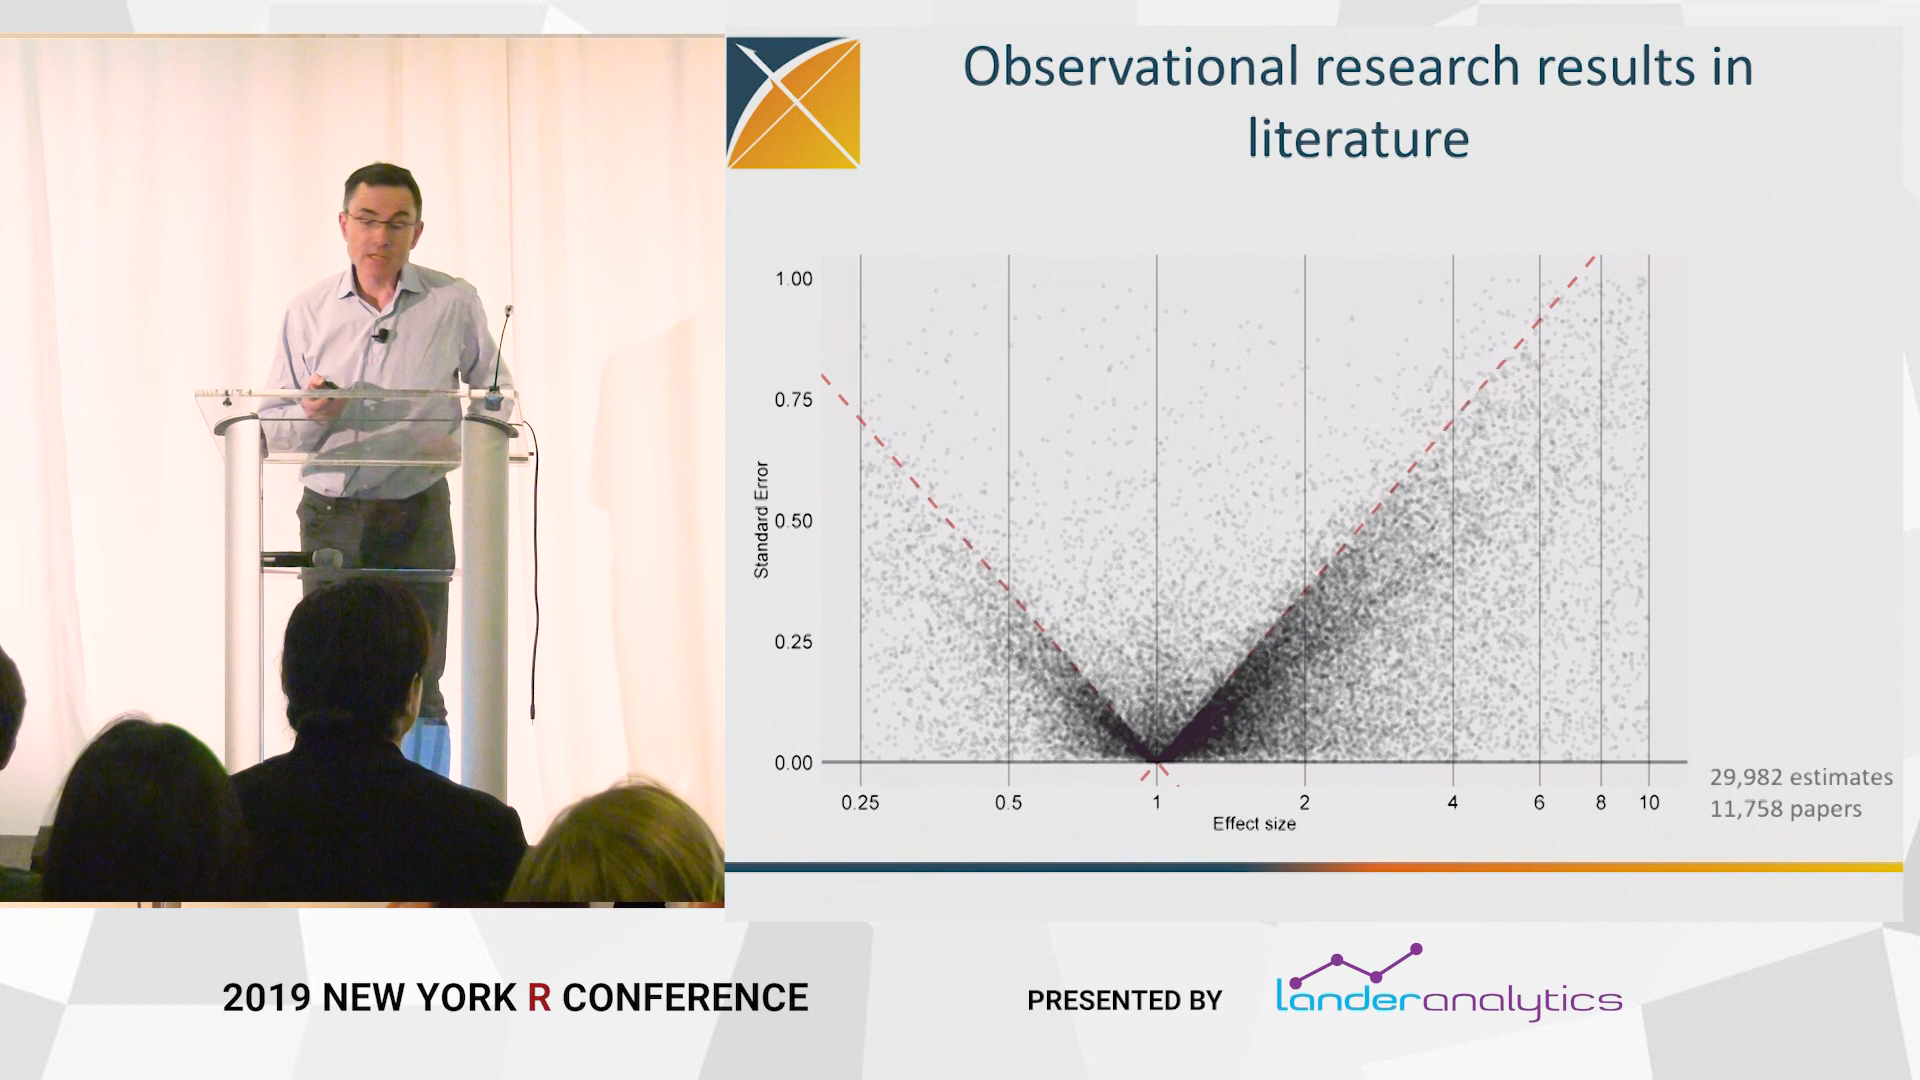 Observational research results in
literature
1.00
0.75
0.50
0.25
0.00
Standard Error
0.25 0.5 1 2 4 6 8 10
Effect size
29,982 estimates
11,758 papers
2019 NEW YORK R CONFERENCE
PRESENTED BY
landeranalytics